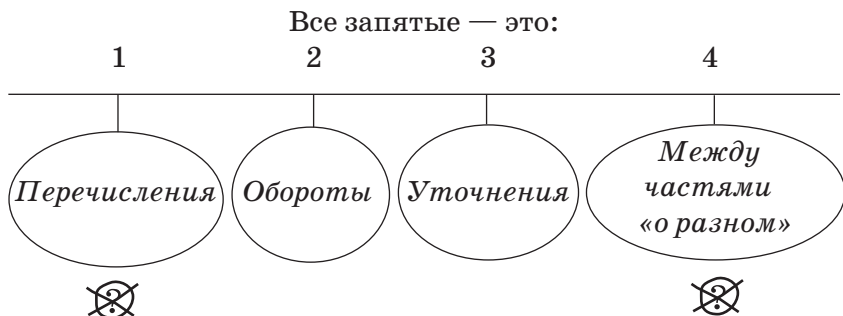 Все запятые — это:
1 2 3 4
Перечисления Обороты Уточнения Между
частями
«о разном»
? ?